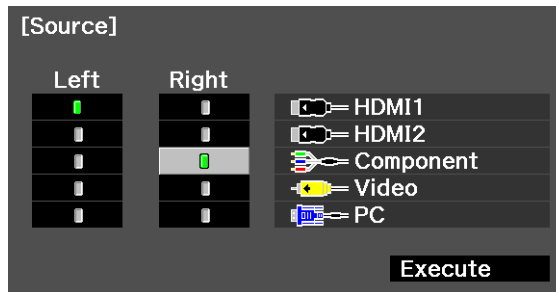 [Source]
Left Right
HDMI1
HDMI2
Component
Video
PC
Execute